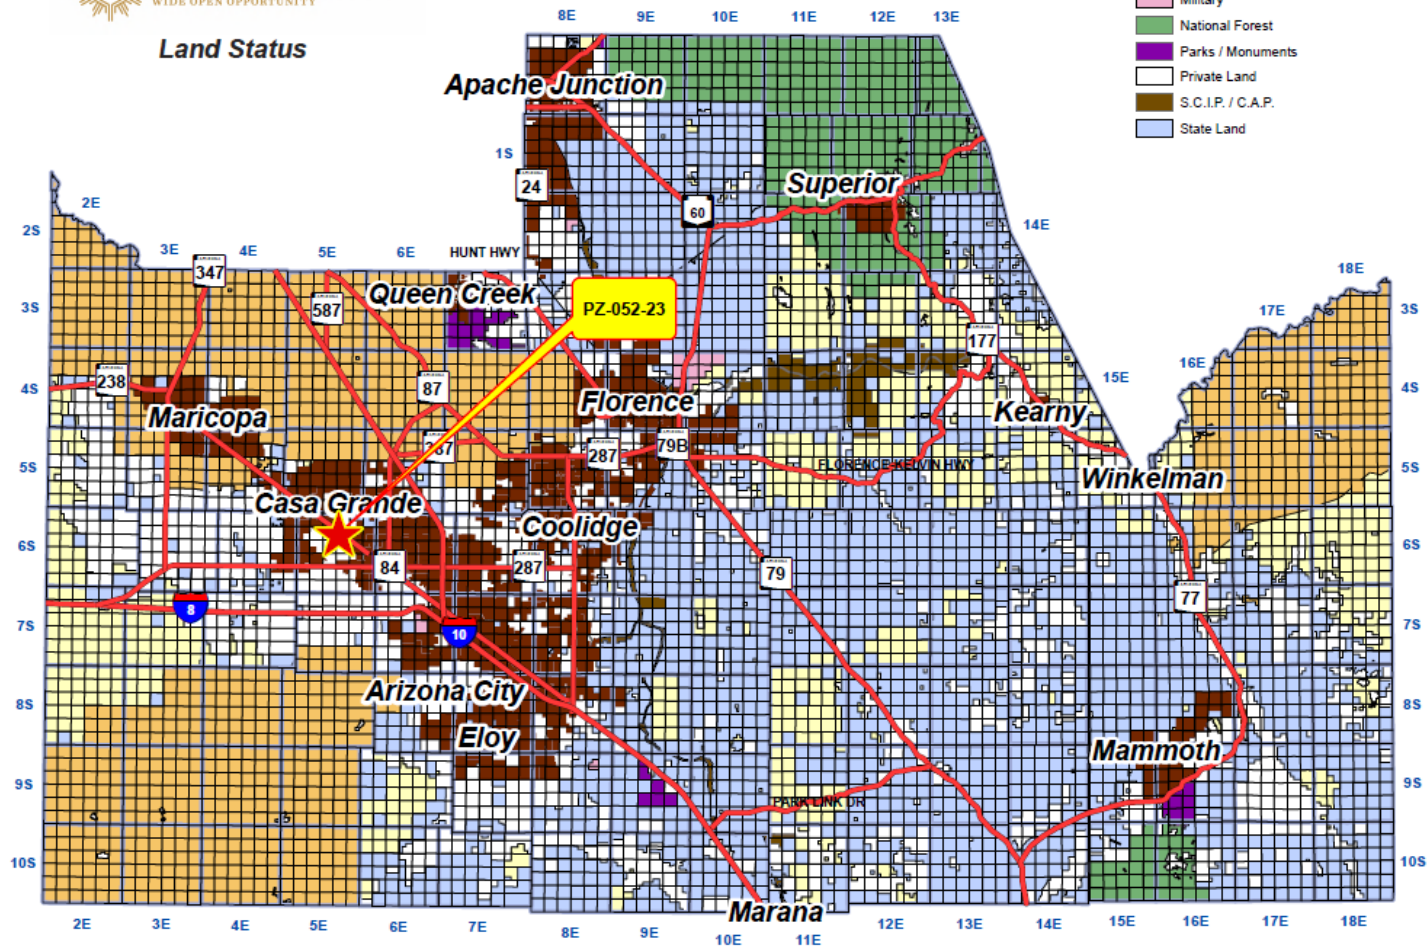 WIDE OPEN OPPORTUNITY
Land Status
Military
National Forest
Parks / Monuments
Private Land
S.C.I.P. / C.A.P.
State Land
8E 9E 10E 11E 12E 13E
Apache Junction
1S
24
Superior
60
2E
14E
2S
3E 4E 5E 6E
HUNT HWY
347
18E
Queen Creek
587
PZ-052-23
3S
17E
3S
177
16E
238
87
15E
4S
4S
Maricopa
Florence
Kearny
287
79B
5S
FLORENCE-KELVIN HWY
5S
Winkelman
Casa Grande
Coolidge
6S
6S
84
287
79
77
8
10
7S
7S
Arizona City
8S
8S
Eloy
Mammoth
9S
9S
PARK LINK DR
10S
10S
Marana
2E 3E 4E 5E 6E 7E 8E 9E 10E 11E 12E 13E 14E 15E 16E 17E 18E